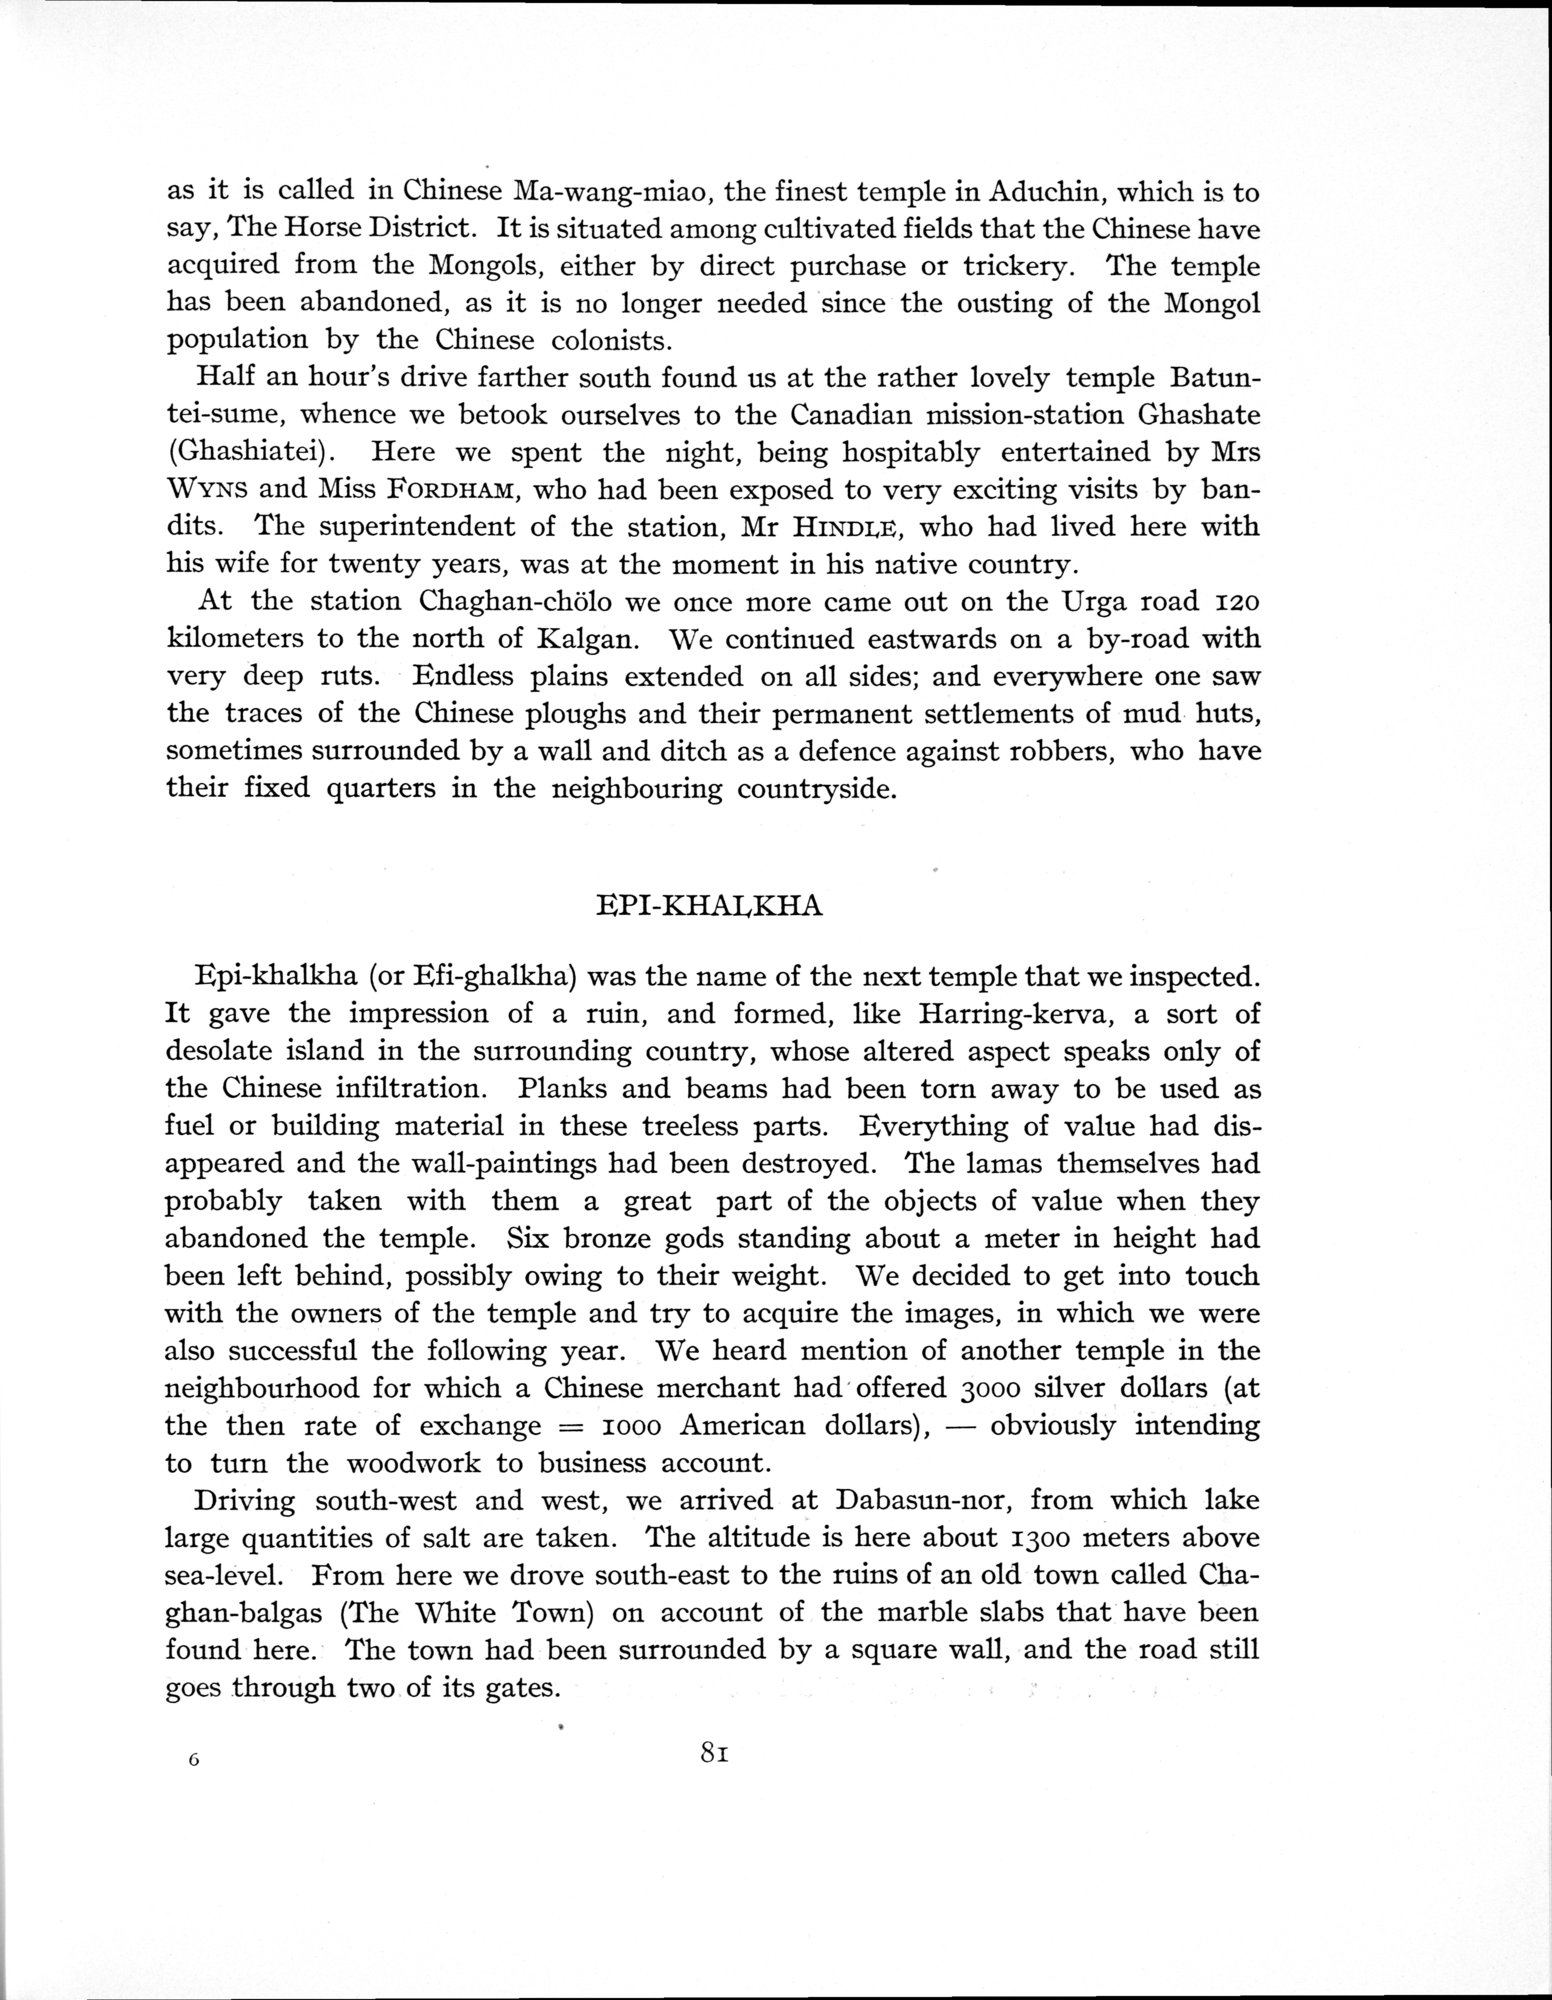 as it is called in Chinese Ma-wang-miao, the finest temple in Aduchin, which is to
say, The Horse District. It is situated among cultivated fields that the Chinese have
acquired from the Mongols, either by direct purchase or trickery. The temple
has been abandoned, as it is no longer needed since the ousting of the Mongol
population by the Chinese colonists.
Half an hour's drive farther south found us at the rather lovely temple Batun-
tei-sume, whence we betook ourselves to the Canadian mission-station Ghashate
(Ghashiatei). Here we spent the night, being hospitably entertained by Mrs
WYNS and Miss FORDHAM, who had been exposed to very exciting visits by ban-
dits. The superintendent of the station, Mr HINDLE, who had lived here with
his wife for twenty years, was at the moment in his native country.
At the station Chaghan-chölo we once more came out on the Urga road 120
kilometers to the north of Kalgan. We continued eastwards on a by-road with
very deep ruts. Endless plains extended on all sides; and everywhere one saw
the traces of the Chinese ploughs and their permanent settlements of mud huts,
sometimes surrounded by a wall and ditch as a defence against robbers, who have
their fixed quarters in the neighbouring countryside.
EPI-KHALKHA
Epi-khalkha (or Efi-ghalkha) was the name of the next temple that we inspected.
It gave the impression of a ruin, and formed, like Harring-kerva, a sort of
desolate island in the surrounding country, whose altered aspect speaks only of
the Chinese infiltration. Planks and beams had been torn away to be used as
fuel or building material in these treeless parts. Everything of value had dis-
appeared and the wall-paintings had been destroyed. The lamas themselves had
probably taken with them a great part of the objects of value when they
abandoned the temple. Six bronze gods standing about a meter in height had
been left behind, possibly owing to their weight. We decided to get into touch
with the owners of the temple and try to acquire the images, in which we were
also successful the following year. We heard mention of another temple in the
neighbourhood for which a Chinese merchant had offered 3000 silver dollars (at
the then rate of exchange = 1000 American dollars), — obviously intending
to turn the woodwork to business account.
Driving south-west and west, we arrived at Dabasun-nor, from which lake
large quantities of salt are taken. The altitude is here about 1300 meters above
sea-level. From here we drove south-east to the ruins of an old town called Cha-
ghan-balgas (The White Town) on account of the marble slabs that have been
found here. The town had been surrounded by a square wall, and the road still
goes through two of its gates.
6 81